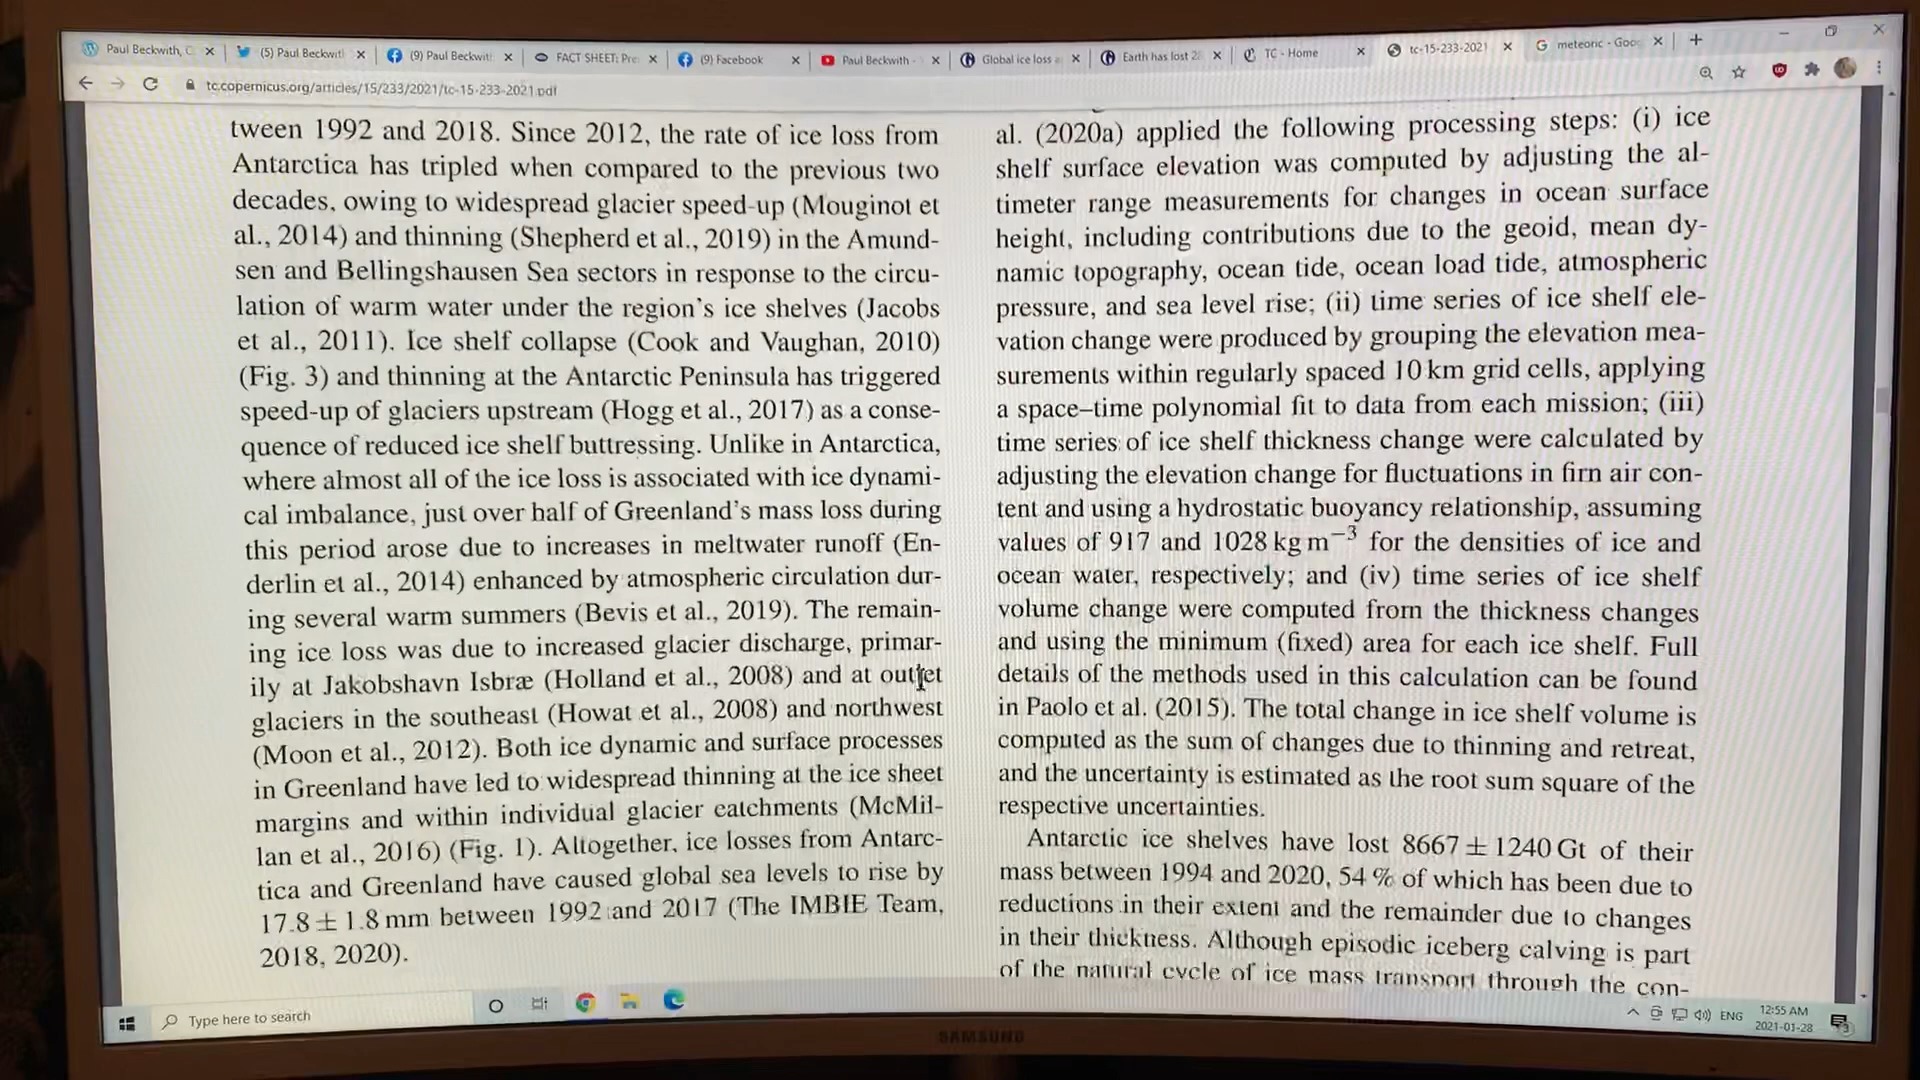 Paul Beckwith, C
(5) Paul Beckwith
(9) Paul Beckwith
FACT SHEET: Pre
(9) Facebook
Paul Beckwith -
Global ice loss
Earth has lost 28
TC - Home
tc-15-233-2021
meteoric - Goo
tc.copernicus.org/articles/15/233/2021/tc-15-233-2021.pdf
tween 1992 and 2018. Since 2012, the rate of ice loss from
Antarctica has tripled when compared to the previous two
decades, owing to widespread glacier speed-up (Mouginot et
al., 2014) and thinning (Shepherd et al., 2019) in the Amund-
sen and Bellingshausen Sea sectors in response to the circu-
lation of warm water under the region's ice shelves (Jacobs
et al., 2011). Ice shelf collapse (Cook and Vaughan, 2010)
(Fig. 3) and thinning at the Antarctic Peninsula has triggered
speed-up of glaciers upstream (Hogg et al., 2017) as a conse-
quence of reduced ice shelf buttressing. Unlike in Antarctica,
where almost all of the ice loss is associated with ice dynami-
cal imbalance, just over half of Greenland's mass loss during
this period arose due to increases in meltwater runoff (En-
derlin et al., 2014) enhanced by atmospheric circulation dur-
ing several warm summers (Bevis et al., 2019). The remain-
ing ice loss was due to increased glacier discharge, primar-
ily at Jakobshavn Isbræ (Holland et al., 2008) and at outlet
glaciers in the southeast (Howat et al., 2008) and northwest
(Moon et al., 2012). Both ice dynamic and surface processes
in Greenland have led to widespread thinning at the ice sheet
margins and within individual glacier catchments (McMil-
lan et al., 2016) (Fig. 1). Altogether, ice losses from Antarc-
tica and Greenland have caused global sea levels to rise by
17.8 ± 1.8 mm between 1992 and 2017 (The IMBIE Team,
2018, 2020).
al. (2020a) applied the following processing steps: (i) ice
shelf surface elevation was computed by adjusting the al-
timeter range measurements for changes in ocean surface
height, including contributions due to the geoid, mean dy-
namic topography, ocean tide, ocean load tide, atmospheric
pressure, and sea level rise; (ii) time series of ice shelf ele-
vation change were produced by grouping the elevation mea-
surements within regularly spaced 10 km grid cells, applying
a space–time polynomial fit to data from each mission; (iii)
time series of ice shelf thickness change were calculated by
adjusting the elevation change for fluctuations in firn air con-
tent and using a hydrostatic buoyancy relationship, assuming
values of 917 and 1028 kg m⁻³ for the densities of ice and
ocean water, respectively; and (iv) time series of ice shelf
volume change were computed from the thickness changes
and using the minimum (fixed) area for each ice shelf. Full
details of the methods used in this calculation can be found
in Paolo et al. (2015). The total change in ice shelf volume is
computed as the sum of changes due to thinning and retreat,
and the uncertainty is estimated as the root sum square of the
respective uncertainties.
Antarctic ice shelves have lost 8667 ± 1240 Gt of their
mass between 1994 and 2020, 54 % of which has been due to
reductions in their extent and the remainder due to changes
in their thickness. Although episodic iceberg calving is part
of the natural cycle of ice mass transport through the con-
Type here to search
ENG
12:55 AM
2021-01-28
SAMSUNG